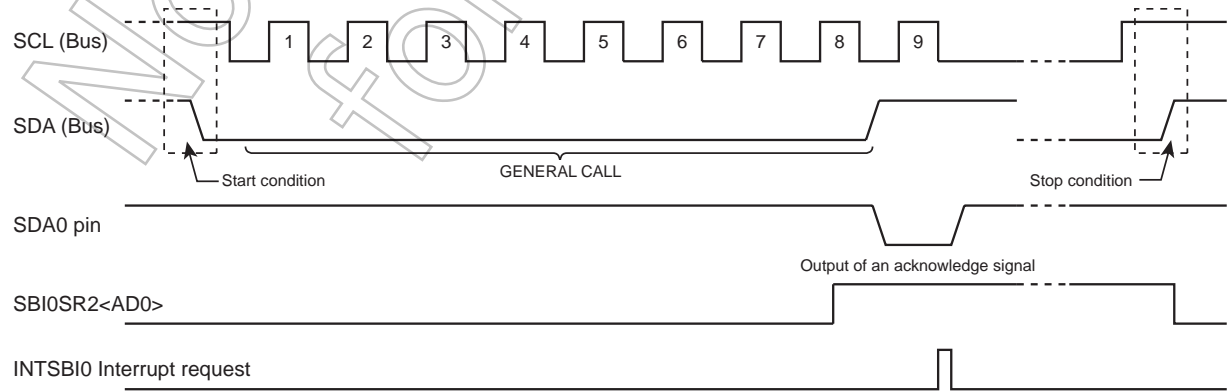 SCL (Bus)
1 2 3 4 5 6 7 8 9
SDA (Bus)
Start condition
GENERAL CALL
Stop condition
SDA0 pin
Output of an acknowledge signal
SBI0SR2<AD0>
INTSBI0 Interrupt request